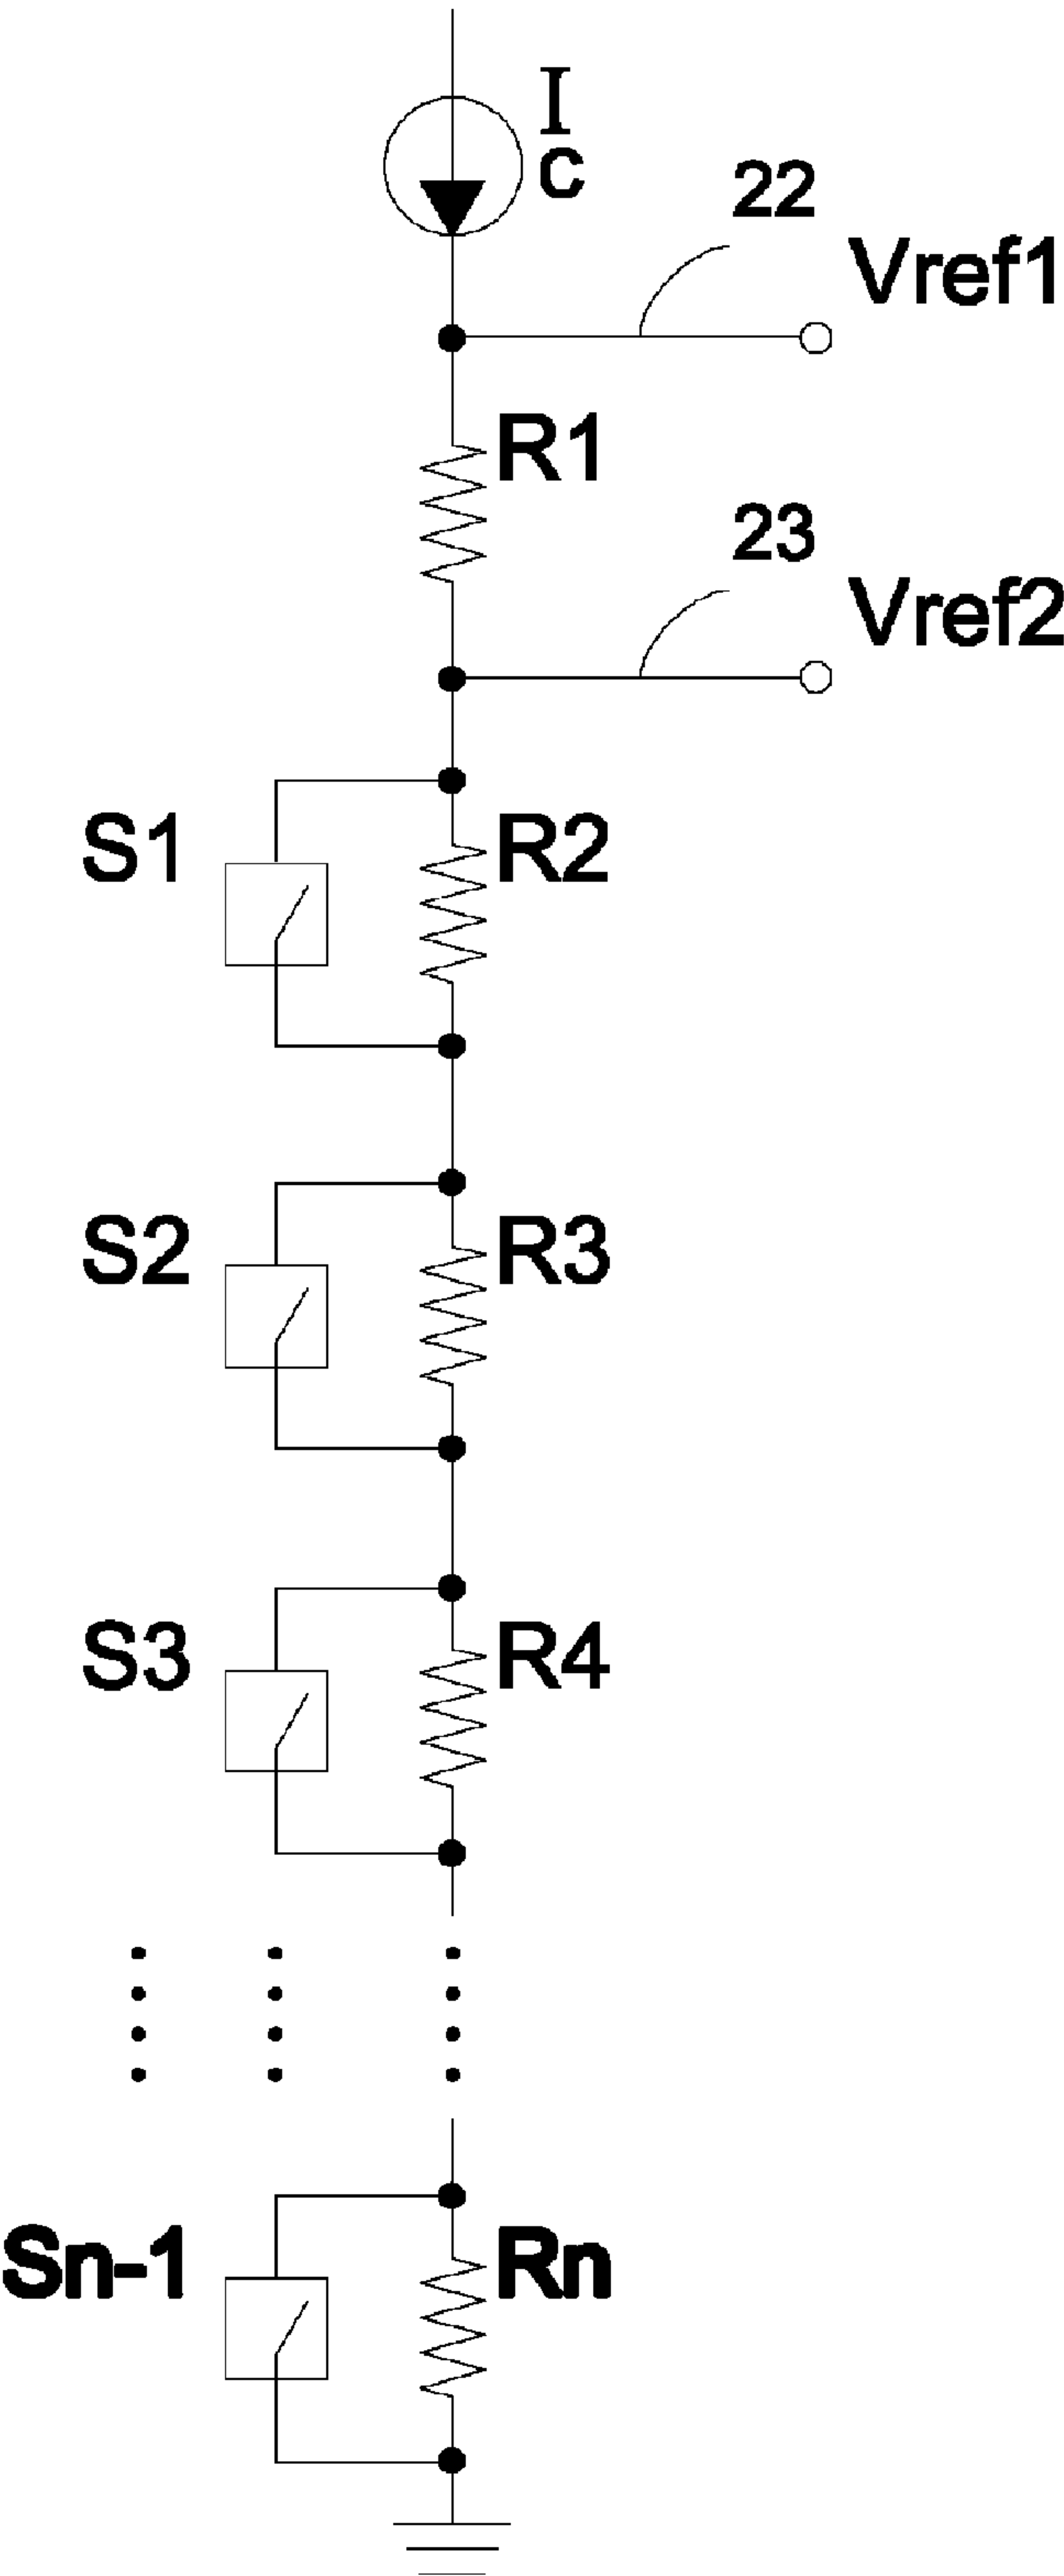 I
C
22
Vref1
R1
23
Vref2
S1 R2
S2 R3
S3 R4
Sn-1 Rn